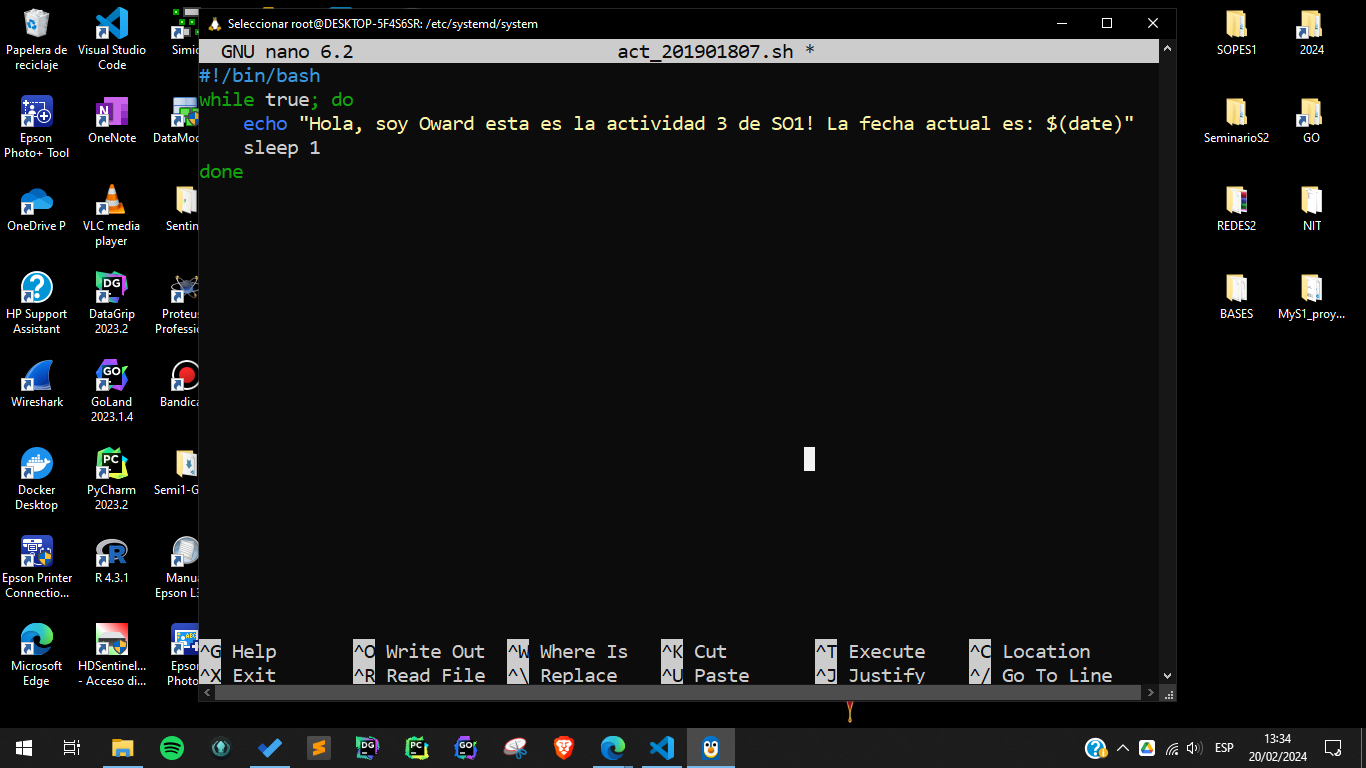 Seleccionar root@DESKTOP-5F4S6SR: /etc/systemd/system
GNU nano 6.2 act_201901807.sh *
#!/bin/bash
while true; do
echo "Hola, soy Oward esta es la actividad 3 de SO1! La fecha actual es: $(date)"
sleep 1
done
^G Help ^O Write Out ^W Where Is ^K Cut ^T Execute ^C Location
^X Exit ^R Read File ^\ Replace ^U Paste ^J Justify ^/ Go To Line
Papelera de
reciclaje
Visual Studio
Code
Simio
Epson
Photo+ Tool
OneNote
DataMod
OneDrive P
VLC media
player
Sentin
HP Support
Assistant
DataGrip
2023.2
Proteus
Professio
Wireshark
GoLand
2023.1.4
Bandica
Docker
Desktop
PyCharm
2023.2
Semi1-G
Epson Printer
Connectio...
R 4.3.1
Manua
Epson L3
Microsoft
Edge
HDSentinel...
- Acceso di...
Epson
Photo
SOPES1
2024
SeminarioS2
GO
REDES2
NIT
BASES
MyS1_proy...
ESP
13:34
20/02/2024